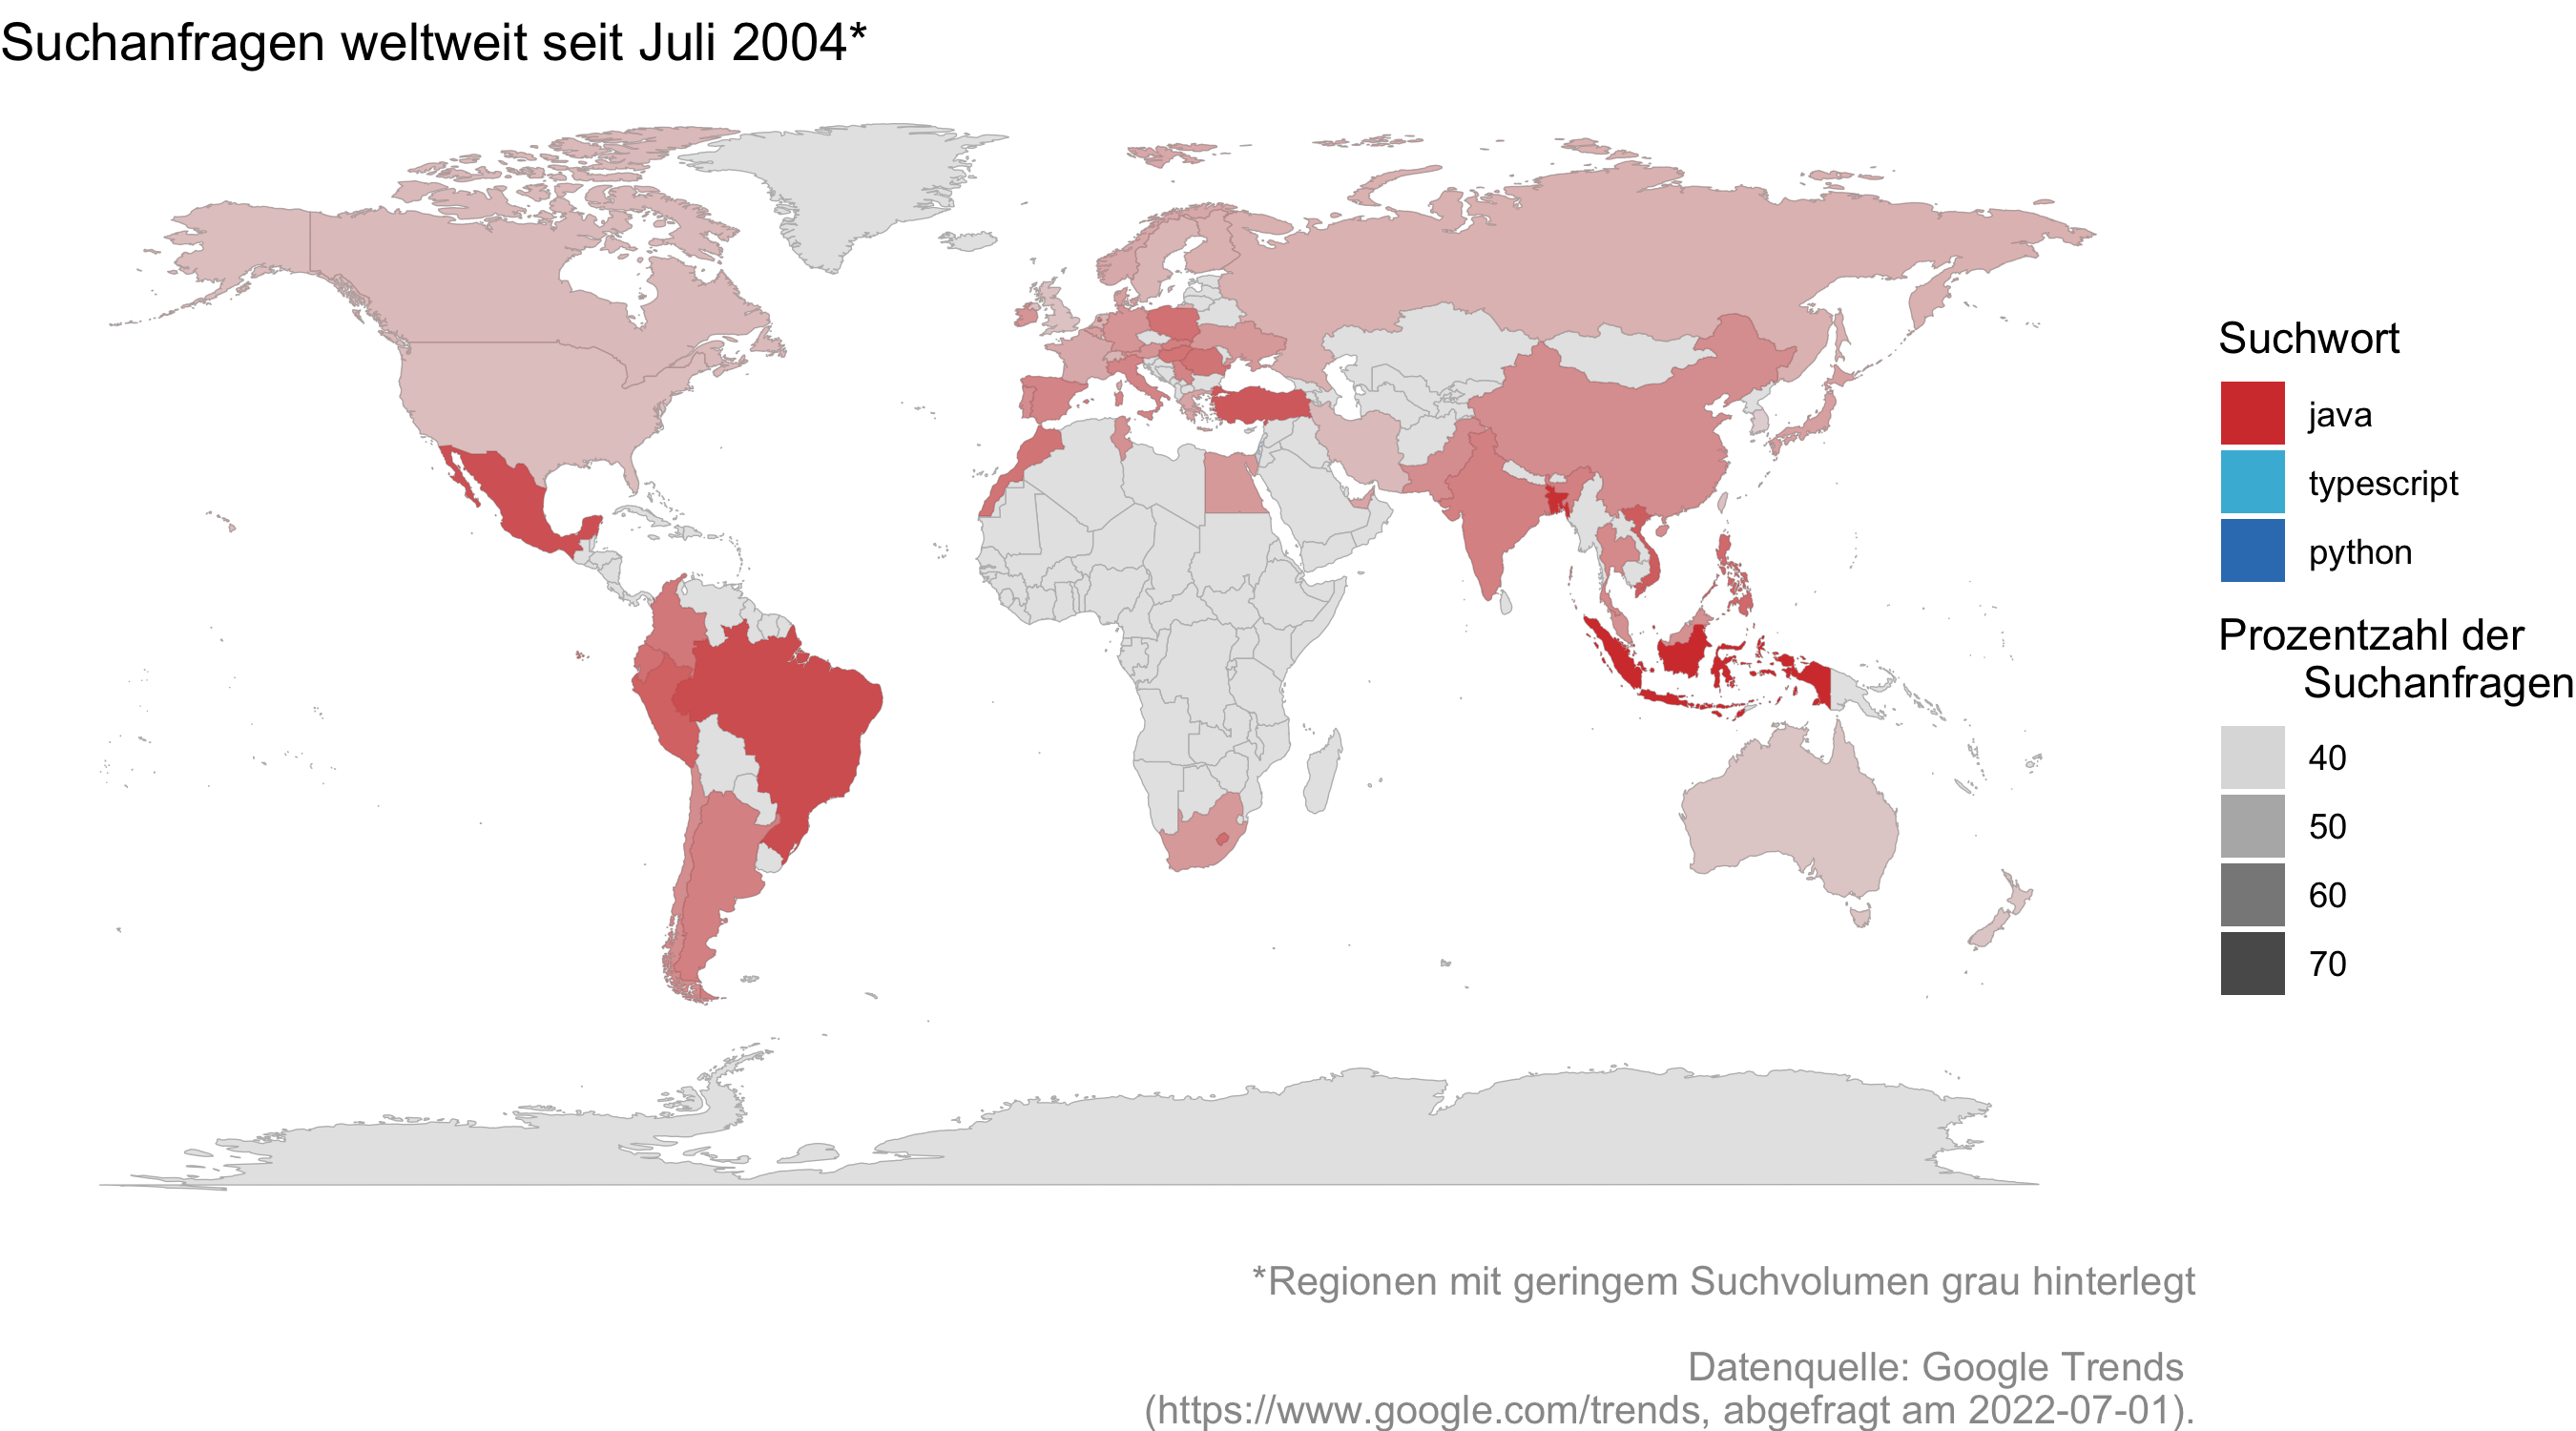 Suchanfragen weltweit seit Juli 2004*
Suchwort
java
typescript
python
Prozentzahl der
Suchanfragen
40
50
60
70
*Regionen mit geringem Suchvolumen grau hinterlegt
Datenquelle: Google Trends
(https://www.google.com/trends, abgefragt am 2022-07-01).